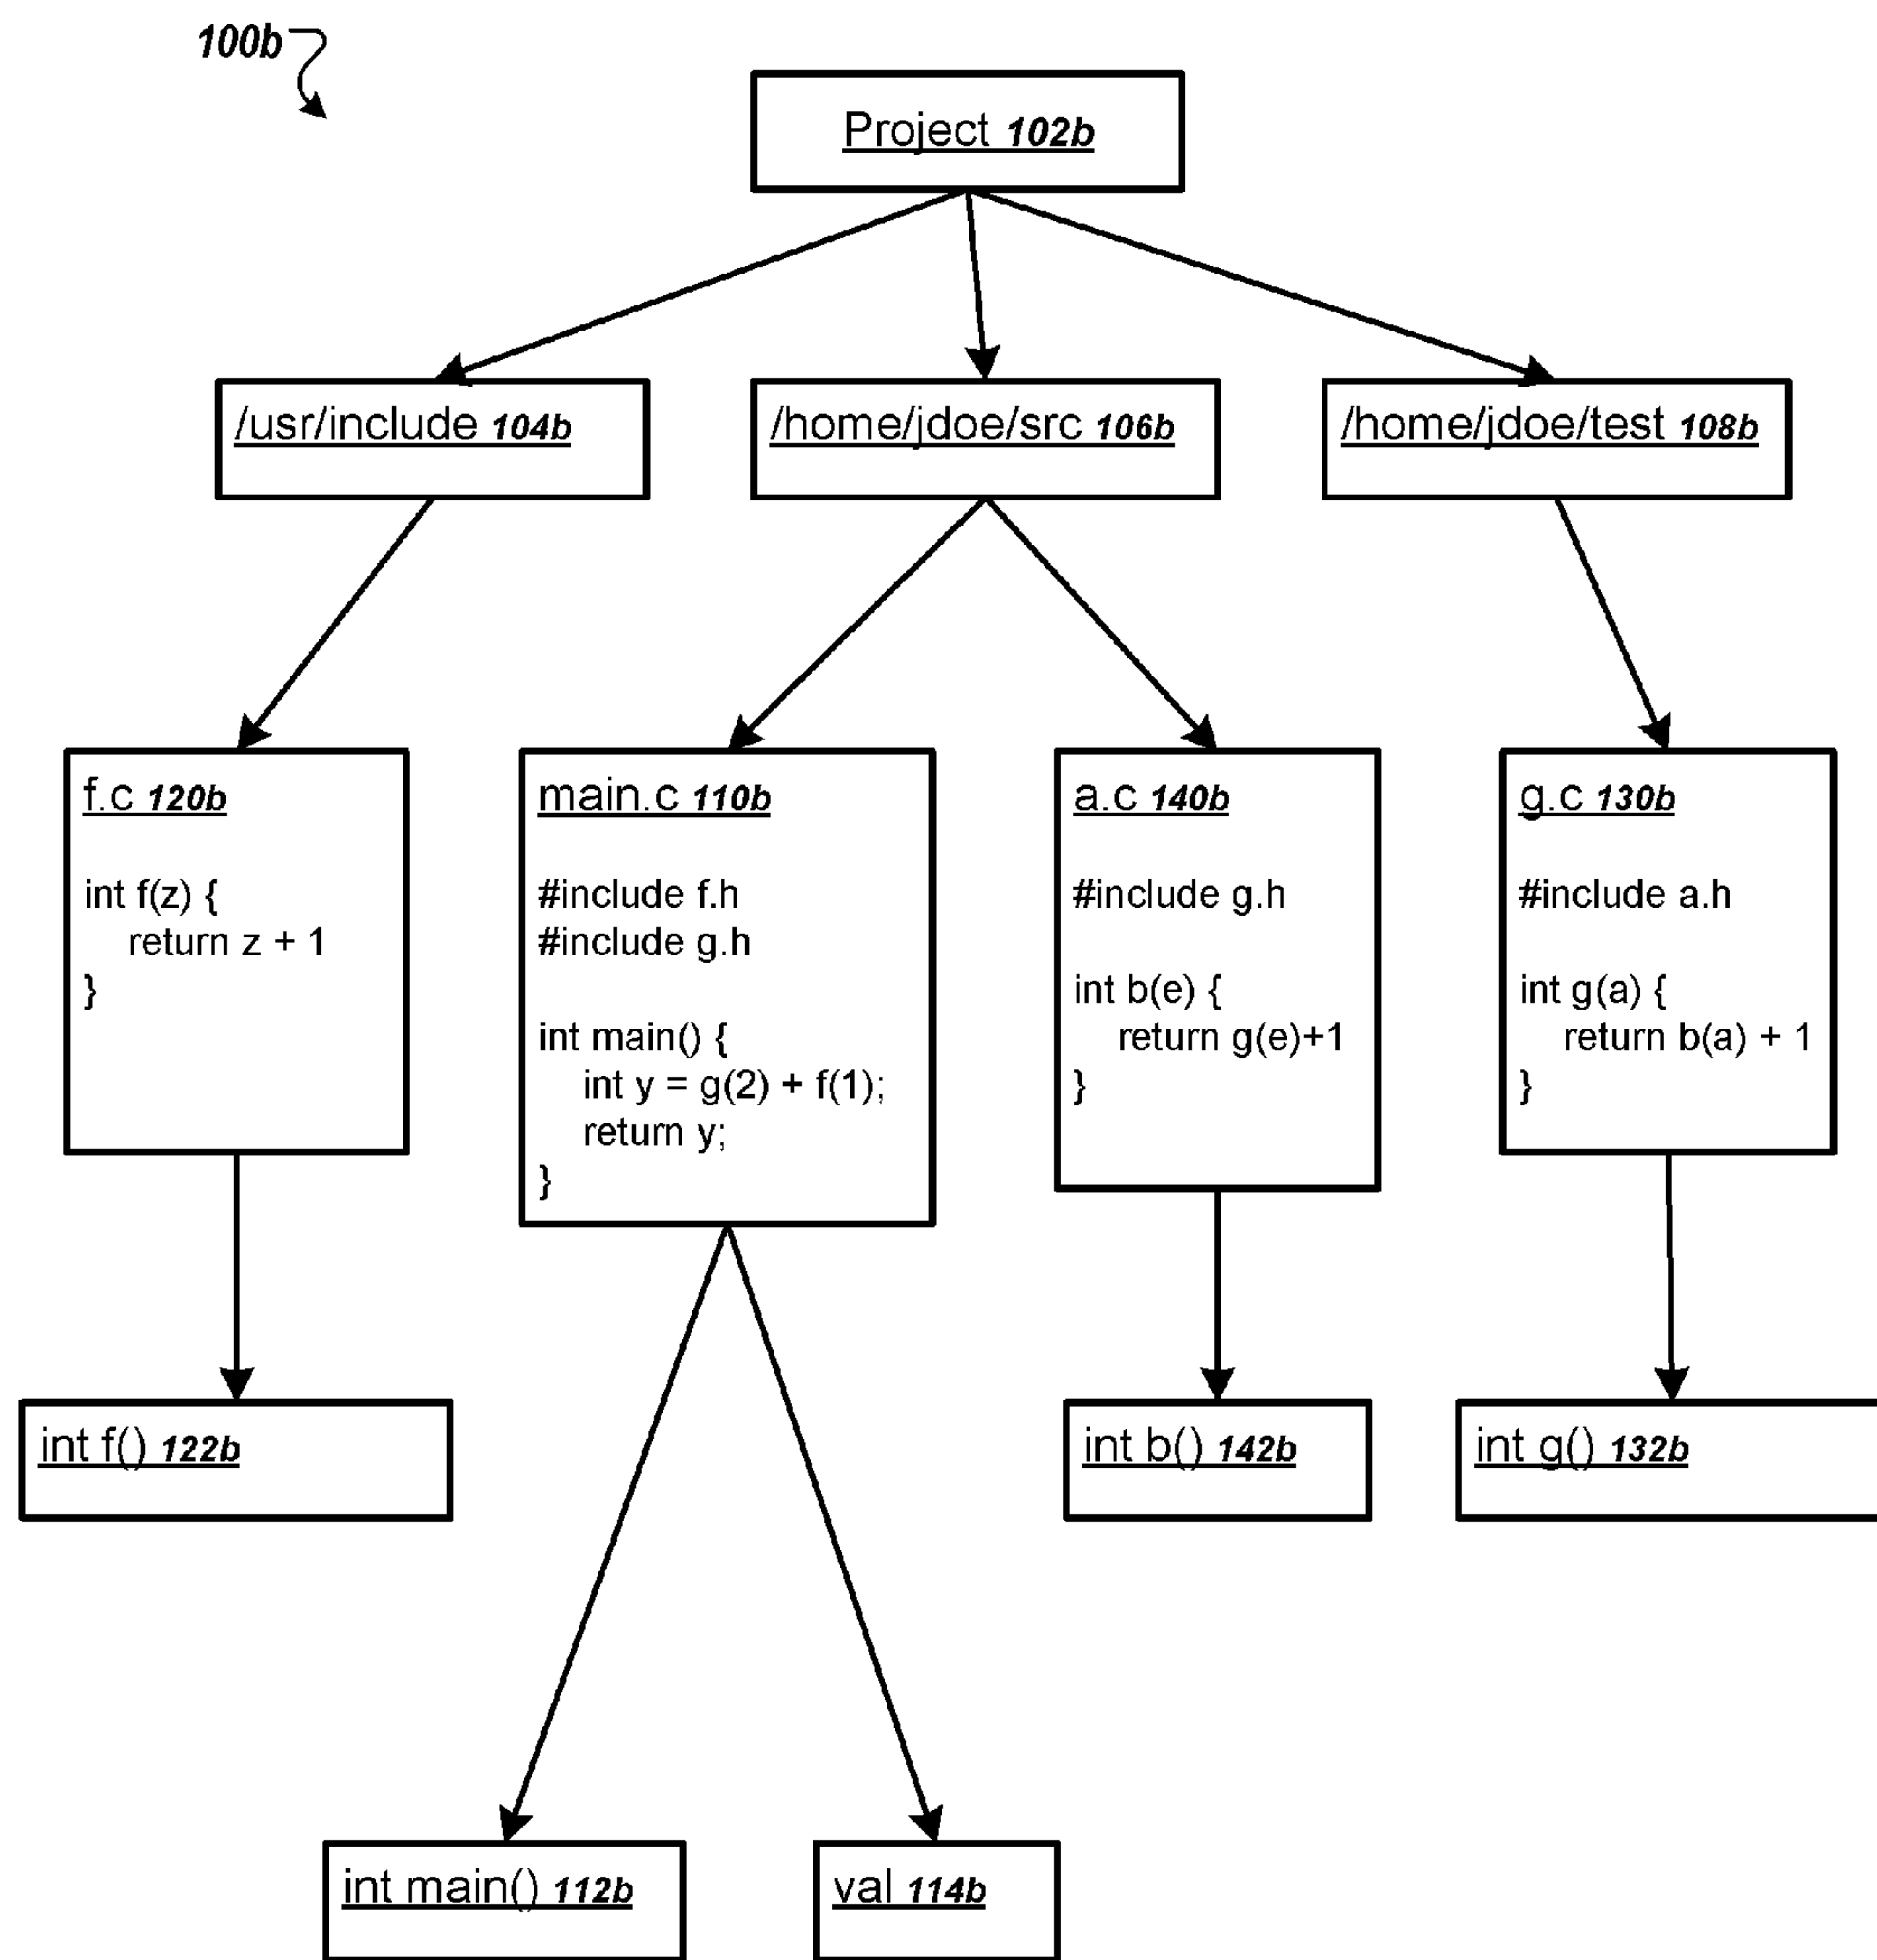 100b
Project 102b
/usr/include 104b
/home/jdoe/src 106b
/home/jdoe/test 108b
f.c 120b
int f(z) {
return z + 1
}
main.c 110b
#include f.h
#include g.h
int main() {
int y = g(2) + f(1);
return y;
}
a.c 140b
#include g.h
int b(e) {
return g(e)+1
}
g.c 130b
#include a.h
int g(a) {
return b(a) + 1
}
int f() 122b
int b() 142b
int g() 132b
int main() 112b
val 114b